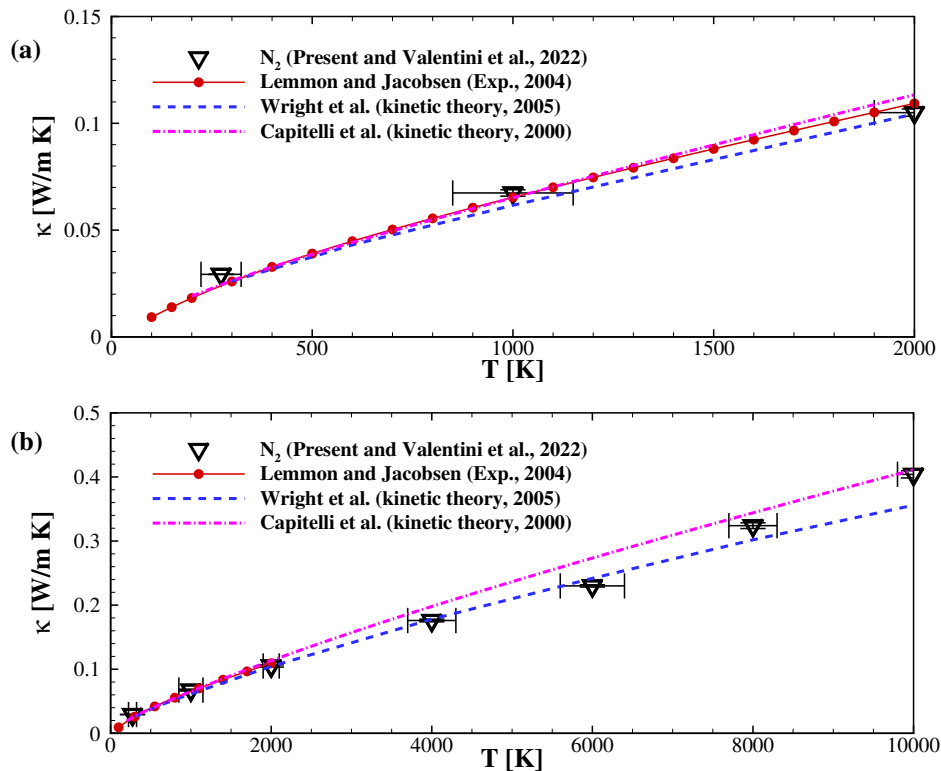 (a)
κ [W/m K]
0.15
0.1
0.05
0
N₂ (Present and Valentini et al., 2022)
Lemmon and Jacobsen (Exp., 2004)
Wright et al. (kinetic theory, 2005)
Capitelli et al. (kinetic theory, 2000)
0 500 1000 1500 2000
T [K]
(b)
κ [W/m K]
0.5
0.4
0.3
0.2
0.1
0
N₂ (Present and Valentini et al., 2022)
Lemmon and Jacobsen (Exp., 2004)
Wright et al. (kinetic theory, 2005)
Capitelli et al. (kinetic theory, 2000)
0 2000 4000 6000 8000 10000
T [K]